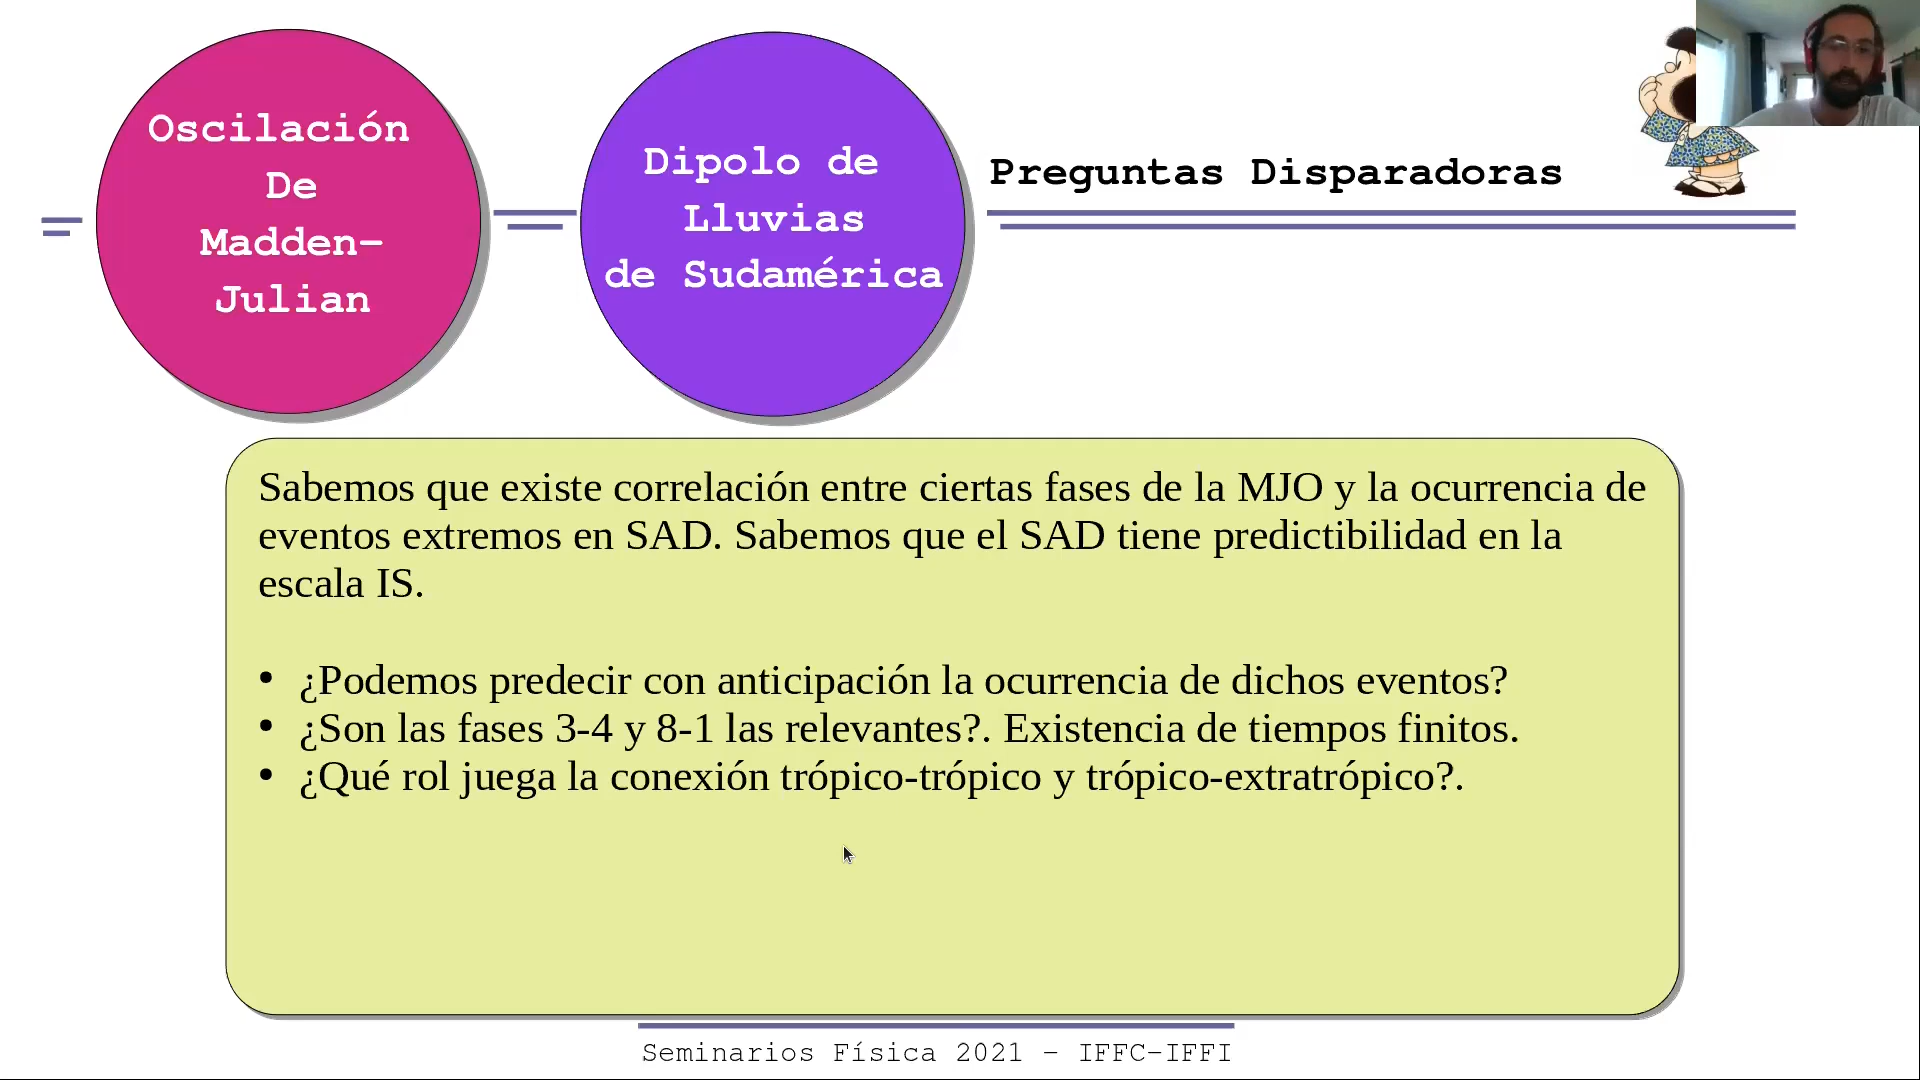 Oscilación
De
Madden-
Julian
Dipolo de
Lluvias
de Sudamérica
Preguntas Disparadoras
Sabemos que existe correlación entre ciertas fases de la MJO y la ocurrencia de
eventos extremos en SAD. Sabemos que el SAD tiene predictibilidad en la
escala IS.
• ¿Podemos predecir con anticipación la ocurrencia de dichos eventos?
• ¿Son las fases 3-4 y 8-1 las relevantes?. Existencia de tiempos finitos.
• ¿Qué rol juega la conexión trópico-trópico y trópico-extratrópico?.
Seminarios Física 2021 - IFFC-IFFI